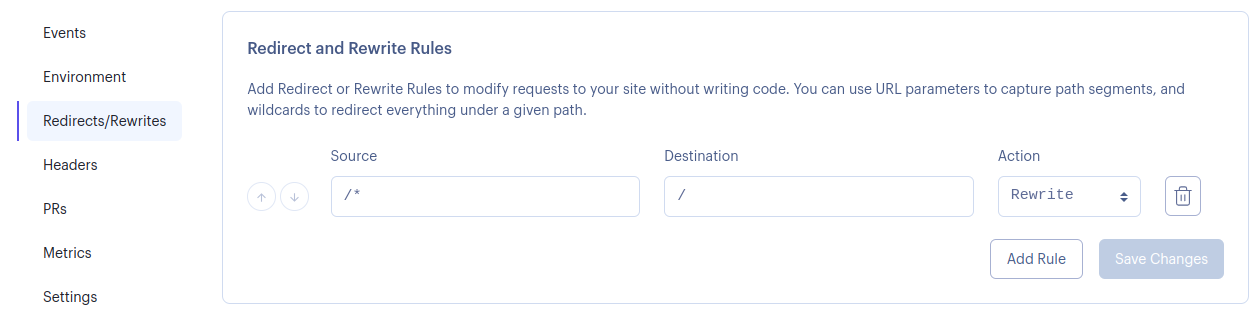 Events
Environment
Redirects/Rewrites
Headers
PRs
Metrics
Settings
Redirect and Rewrite Rules
Add Redirect or Rewrite Rules to modify requests to your site without writing code. You can use URL parameters to capture path segments, and
wildcards to redirect everything under a given path.
Source Destination Action
/* / Rewrite
Add Rule Save Changes